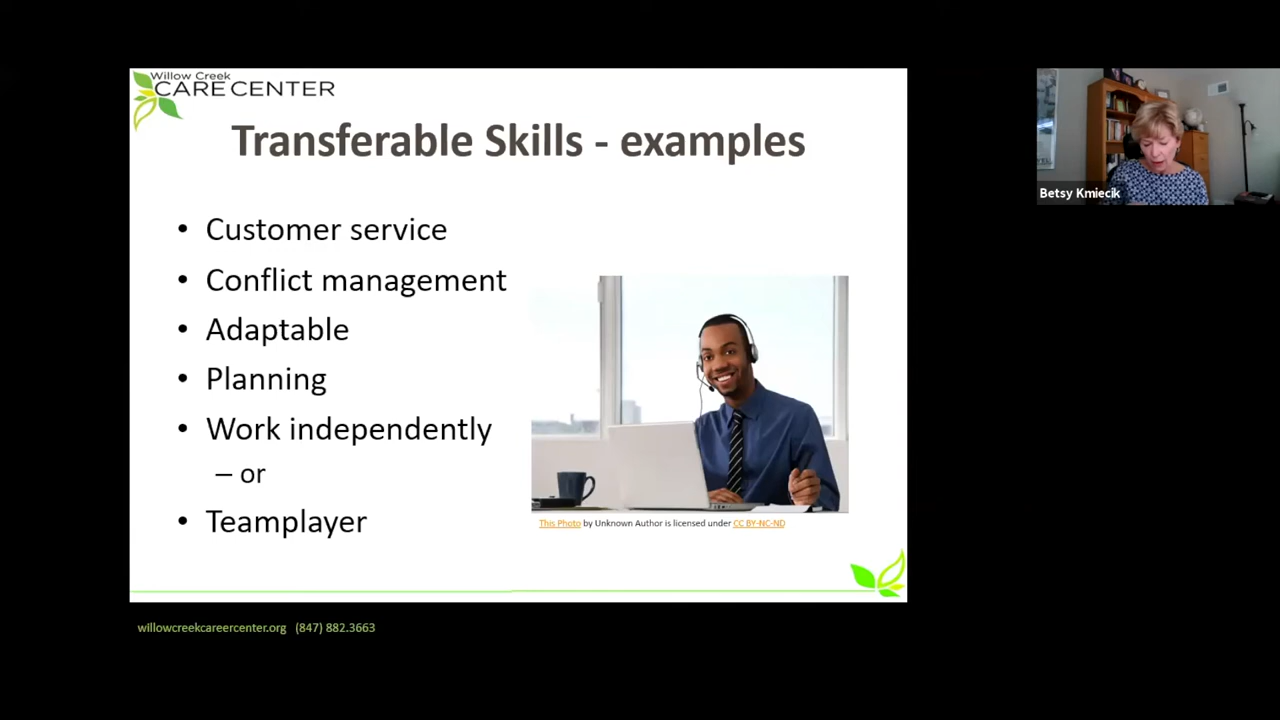 Willow Creek
CARE CENTER
Transferable Skills - examples
• Customer service
• Conflict management
• Adaptable
• Planning
• Work independently
– or
• Teamplayer
This Photo by Unknown Author is licensed under CC BY-NC-ND
willowcreekcareercenter.org (847) 882.3663
Betsy Kmiecik